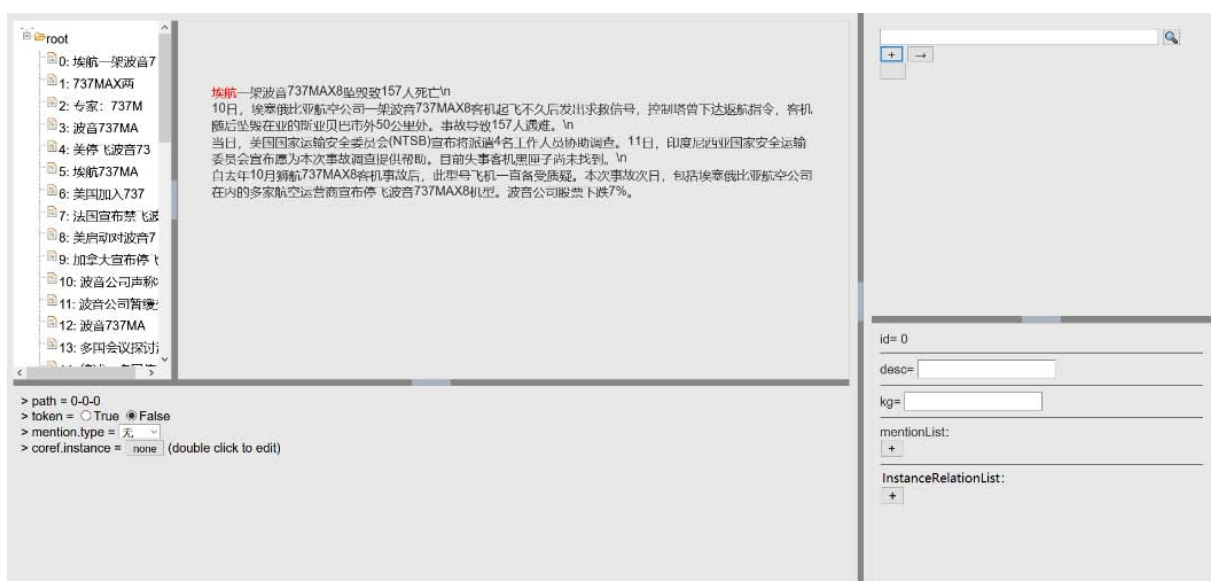 root
0: 埃航一架波音7
1: 737MAX两
2: 专家: 737M
3: 波音737MA
4: 美停飞波音73
5: 埃航737MA
6: 美国加入737
7: 法国宣布禁飞波
8: 美启动对波音7
9: 加拿大宣布停飞
10: 波音公司声称
11: 波音公司暂缓
12: 波音737MA
13: 多国会议探讨
埃航一架波音737MAX8坠毁致157人死亡\n
10日，埃塞俄比亚航空公司一架波音737MAX8客机起飞不久后发出求救信号，控制塔曾下达返航指令，客机
随后坠毁在亚的斯亚贝巴市外50公里处。事故导致157人遇难。\n
当日，美国国家运输安全委员会(NTSB)宣布将派遣4名工作人员协助调查。11日，印度尼西亚国家安全运输
委员会宣布愿为本次事故调查提供帮助。目前失事客机黑匣子尚未找到。\n
自去年10月狮航737MAX8客机事故后，此型号飞机一直备受质疑。本次事故次日，包括埃塞俄比亚航空公司
在内的多家航空运营商宣布停飞波音737MAX8机型。波音公司股票下跌7%。
> path = 0-0-0
> token = True False
> mention.type = 无
> coref.instance = none (double click to edit)
+ →
id= 0
desc=
kg=
mentionList:
+
InstanceRelationList:
+